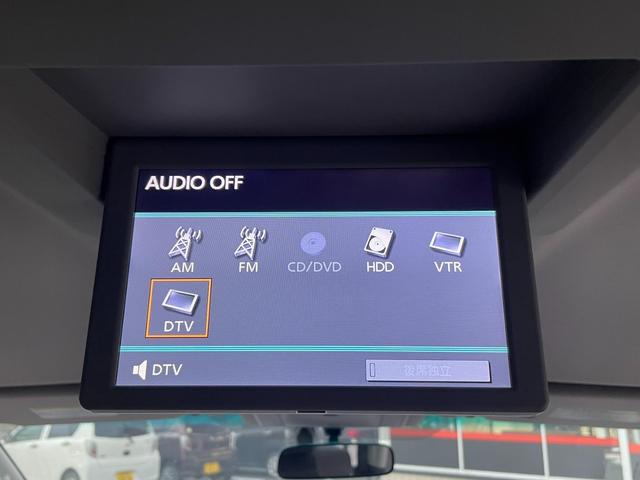 AUDIO OFF
AM FM CD/DVD HDD VTR
DTV
DTV 後席独立